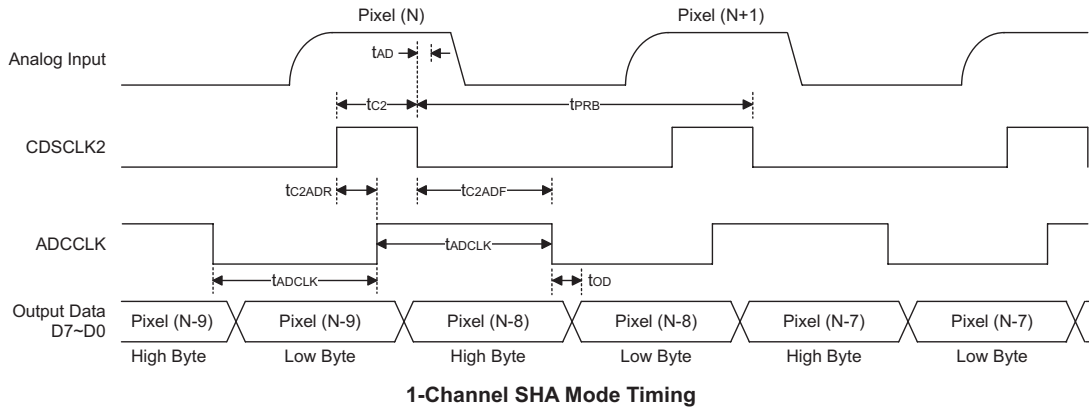 Pixel (N) Pixel (N+1)
Analog Input
tAD
tC2 tPRB
CDSCLK2
tC2ADR tC2ADF
ADCCLK
tADCLK
tADCLK tOD
Output Data
D7~D0
Pixel (N-9) Pixel (N-9) Pixel (N-8) Pixel (N-8) Pixel (N-7) Pixel (N-7)
High Byte Low Byte High Byte Low Byte High Byte Low Byte
1-Channel SHA Mode Timing